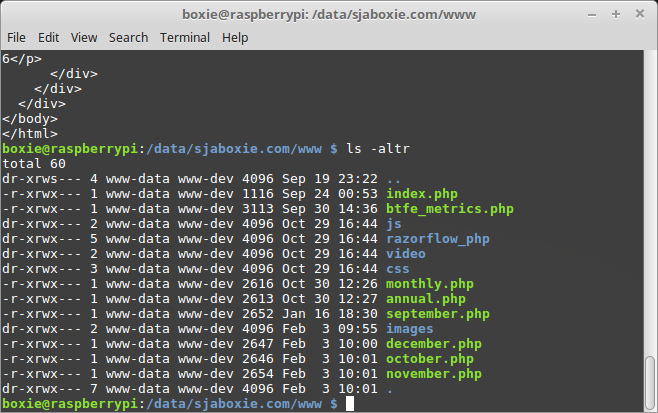 boxie@raspberrypi: /data/sjaboxie.com/www
File Edit View Search Terminal Help
6</p>
      </div>
    </div>
  </div>
</body>
</html>
boxie@raspberrypi:/data/sjaboxie.com/www $ ls -altr
total 60
dr-xrws--- 4 www-data www-dev 4096 Sep 19 23:22 ..
-r-xrwx--- 1 www-data www-dev 1116 Sep 24 00:53 index.php
-r-xrwx--- 1 www-data www-dev 3113 Sep 30 14:36 btfe_metrics.php
dr-xrwx--- 2 www-data www-dev 4096 Oct 29 16:44 js
dr-xrwx--- 5 www-data www-dev 4096 Oct 29 16:44 razorflow_php
dr-xrwx--- 2 www-data www-dev 4096 Oct 29 16:44 video
dr-xrwx--- 3 www-data www-dev 4096 Oct 29 16:44 css
-r-xrwx--- 1 www-data www-dev 2616 Oct 30 12:26 monthly.php
-r-xrwx--- 1 www-data www-dev 2613 Oct 30 12:27 annual.php
-r-xrwx--- 1 www-data www-dev 2652 Jan 16 18:30 september.php
dr-xrwx--- 2 www-data www-dev 4096 Feb  3 09:55 images
-r-xrwx--- 1 www-data www-dev 2647 Feb  3 10:00 december.php
-r-xrwx--- 1 www-data www-dev 2646 Feb  3 10:01 october.php
-r-xrwx--- 1 www-data www-dev 2654 Feb  3 10:01 november.php
dr-xrwx--- 7 www-data www-dev 4096 Feb  3 10:01 .
boxie@raspberrypi:/data/sjaboxie.com/www $